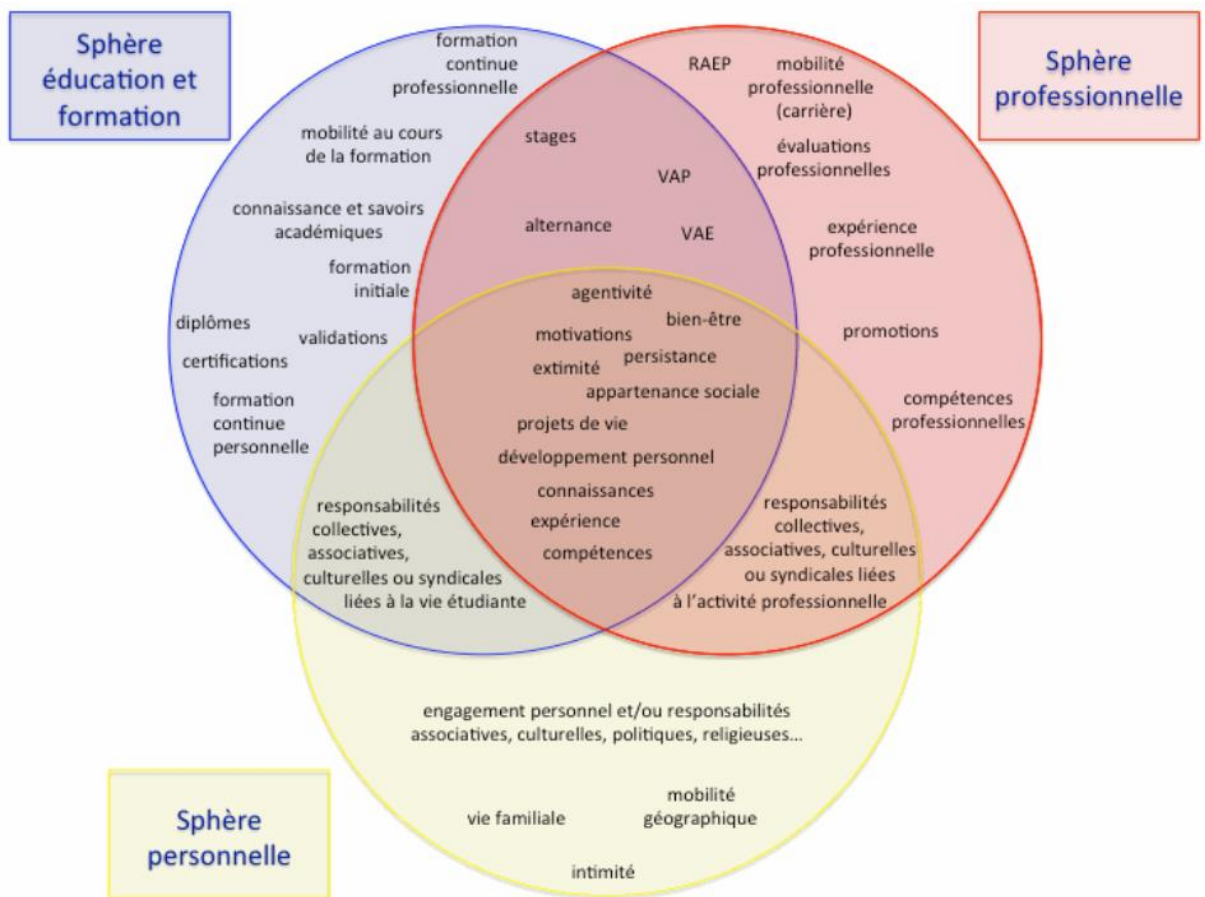 Sphère
éducation et
formation
Sphère
professionnelle
Sphère
personnelle
formation
continue
professionnelle
mobilité au cours
de la formation
connaissance et savoirs
académiques
formation
initiale
diplômes
validations
certifications
formation
continue
personnelle
stages
VAP
alternance
VAE
RAEP
mobilité
professionnelle
(carrière)
évaluations
professionnelles
expérience
professionnelle
promotions
compétences
professionnelles
agentivité
bien-être
motivations
persistance
extimité
appartenance sociale
projets de vie
développement personnel
connaissances
expérience
compétences
responsabilités
collectives,
associatives,
culturelles ou syndicales
liées à la vie étudiante
responsabilités
collectives,
associatives, culturelles
ou syndicales liées
à l'activité professionnelle
engagement personnel et/ou responsabilités
associatives, culturelles, politiques, religieuses...
vie familiale
mobilité
géographique
intimité